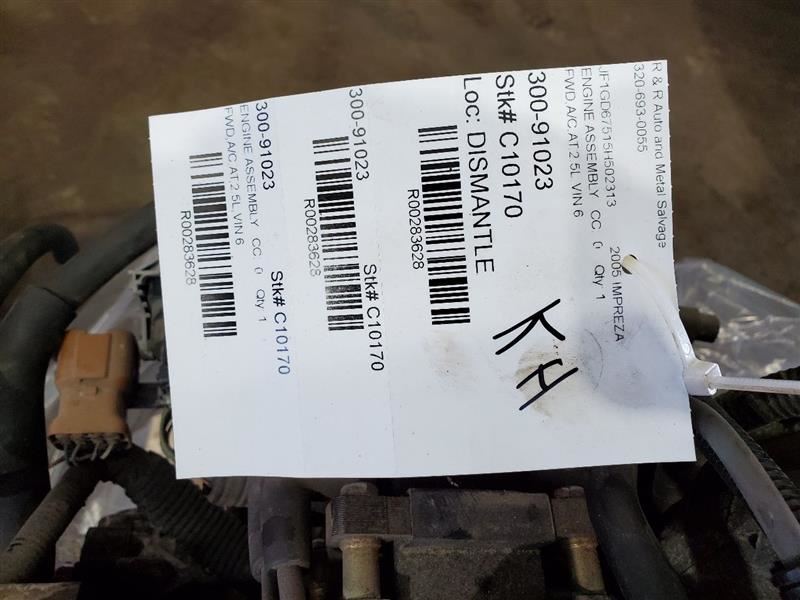 R & R Auto and Metal Salvage
320-693-0055
JF1GD67515H502313 2005 IMPREZA
ENGINE ASSEMBLY CC, () Qty 1
FWD,A/C,AT,2.5L,VIN 6
300-91023
Stk# C10170
Loc: DISMANTLE
R00283628
KH
300-91023
Stk# C10170
R00283628
300-91023
Stk# C10170
ENGINE ASSEMBLY CC, () Qty 1
FWD,A/C,AT,2.5L,VIN 6
R00283628